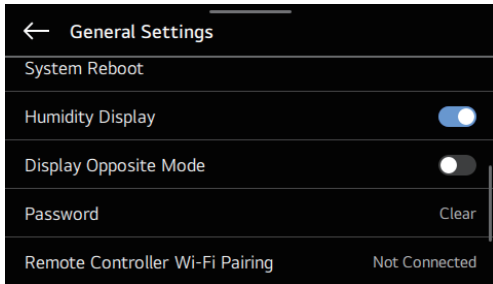 General Settings
System Reboot
Humidity Display
Display Opposite Mode
Password Clear
Remote Controller Wi-Fi Pairing Not Connected